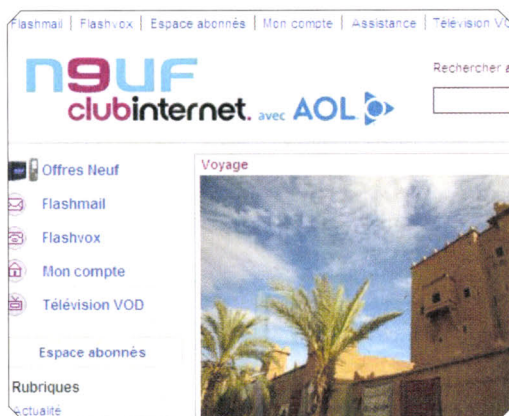 Flashmail | Flashvox | Espace abonnés | Mon compte | Assistance | Télévision VO
neuf
clubinternet. avec AOL
Rechercher
Offres Neuf
Flashmail
Flashvox
Mon compte
Télévision VOD
Espace abonnés
Rubriques
Actualité
Voyage